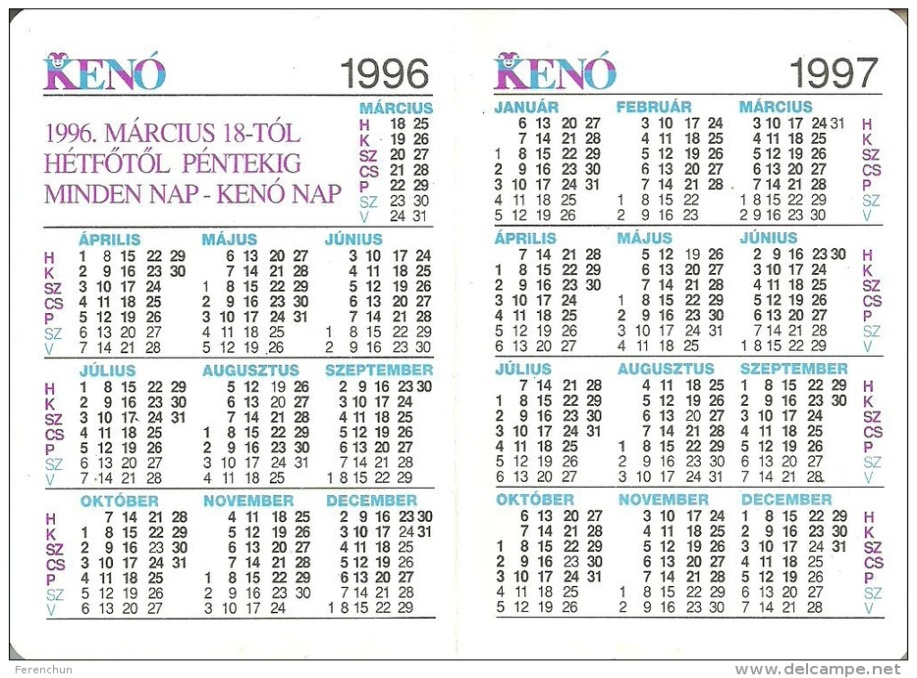 KENÓ 1996
MÁRCIUS
1996. MÁRCIUS 18-TÓL
HÉTFŐTŐL PÉNTEKIG
MINDEN NAP - KENÓ NAP
H 18 25
K 19 26
SZ 20 27
CS 21 28
P 22 29
SZ 23 30
V 24 31
ÁPRILIS MÁJUS JÚNIUS
H 1 8 15 22 29 6 13 20 27 3 10 17 24
K 2 9 16 23 30 7 14 21 28 4 11 18 25
SZ 3 10 17 24 1 8 15 22 29 5 12 19 26
CS 4 11 18 25 2 9 16 23 30 6 13 20 27
P 5 12 19 26 3 10 17 24 31 7 14 21 28
SZ 6 13 20 27 4 11 18 25 1 8 15 22 29
V 7 14 21 28 5 12 19 26 2 9 16 23 30
JÚLIUS AUGUSZTUS SZEPTEMBER
H 1 8 15 22 29 5 12 19 26 2 9 16 23 30
K 2 9 16 23 30 6 13 20 27 3 10 17 24
SZ 3 10 17 24 31 7 14 21 28 4 11 18 25
CS 4 11 18 25 1 8 15 22 29 5 12 19 26
P 5 12 19 26 2 9 16 23 30 6 13 20 27
SZ 6 13 20 27 3 10 17 24 31 7 14 21 28
V 7 14 21 28 4 11 18 25 1 8 15 22 29
OKTÓBER NOVEMBER DECEMBER
H 7 14 21 28 4 11 18 25 2 9 16 23 30
K 1 8 15 22 29 5 12 19 26 3 10 17 24 31
SZ 2 9 16 23 30 6 13 20 27 4 11 18 25
CS 3 10 17 24 31 7 14 21 28 5 12 19 26
P 4 11 18 25 1 8 15 22 29 6 13 20 27
SZ 5 12 19 26 2 9 16 23 30 7 14 21 28
V 6 13 20 27 3 10 17 24 1 8 15 22 29
KENÓ 1997
JANUÁR FEBRUÁR MÁRCIUS
6 13 20 27 3 10 17 24 3 10 17 24 31 H
7 14 21 28 4 11 18 25 4 11 18 25 K
1 8 15 22 29 5 12 19 26 5 12 19 26 SZ
2 9 16 23 30 6 13 20 27 6 13 20 27 CS
3 10 17 24 31 7 14 21 28 7 14 21 28 P
4 11 18 25 1 8 15 22 1 8 15 22 29 SZ
5 12 19 26 2 9 16 23 2 9 16 23 30 V
ÁPRILIS MÁJUS JÚNIUS
7 14 21 28 5 12 19 26 2 9 16 23 30 H
1 8 15 22 29 6 13 20 27 3 10 17 24 K
2 9 16 23 30 7 14 21 28 4 11 18 25 SZ
3 10 17 24 1 8 15 22 29 5 12 19 26 CS
4 11 18 25 2 9 16 23 30 6 13 20 27 P
5 12 19 26 3 10 17 24 31 7 14 21 28 SZ
6 13 20 27 4 11 18 25 1 8 15 22 29 V
JÚLIUS AUGUSZTUS SZEPTEMBER
7 14 21 28 4 11 18 25 1 8 15 22 29 H
1 8 15 22 29 5 12 19 26 2 9 16 23 30 K
2 9 16 23 30 6 13 20 27 3 10 17 24 SZ
3 10 17 24 31 7 14 21 28 4 11 18 25 CS
4 11 18 25 1 8 15 22 29 5 12 19 26 P
5 12 19 26 2 9 16 23 30 6 13 20 27 SZ
6 13 20 27 3 10 17 24 31 7 14 21 28 V
OKTÓBER NOVEMBER DECEMBER
6 13 20 27 3 10 17 24 1 8 15 22 29 H
7 14 21 28 4 11 18 25 2 9 16 23 30 K
1 8 15 22 29 5 12 19 26 3 10 17 24 31 SZ
2 9 16 23 30 6 13 20 27 4 11 18 25 CS
3 10 17 24 31 7 14 21 28 5 12 19 26 P
4 11 18 25 1 8 15 22 29 6 13 20 27 SZ
5 12 19 26 2 9 16 23 30 7 14 21 28 V
Ferenchun
delcampe.net